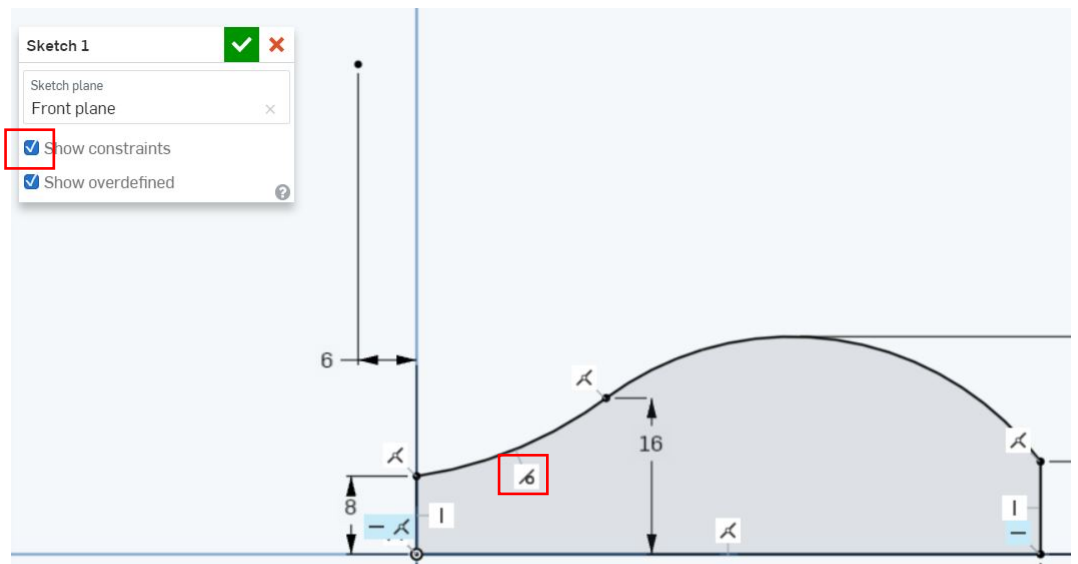 Sketch 1
Sketch plane
Front plane
Show constraints
Show overdefined
6
16
8